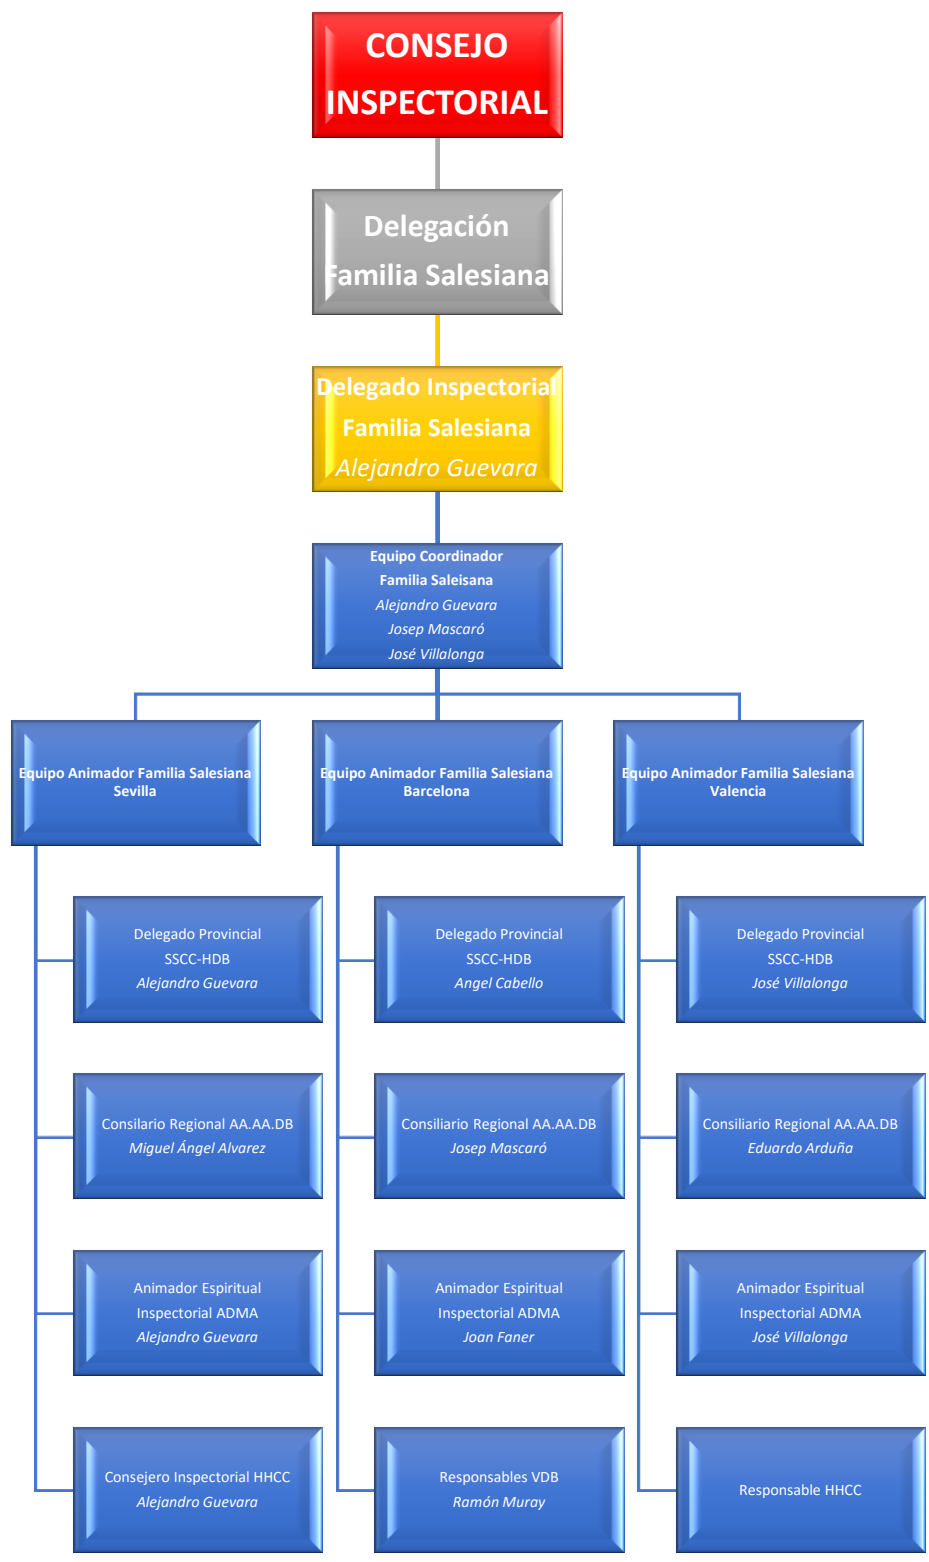 CONSEJO
INSPECTORIAL
Delegación
Familia Salesiana
Delegado Inspectorial
Familia Salesiana
Alejandro Guevara
Equipo Coordinador
Familia Saleisana
Alejandro Guevara
Josep Mascaró
José Villalonga
Equipo Animador Familia Salesiana
Sevilla
Equipo Animador Familia Salesiana
Barcelona
Equipo Animador Familia Salesiana
Valencia
Delegado Provincial
SSCC-HDB
Alejandro Guevara
Delegado Provincial
SSCC-HDB
Angel Cabello
Delegado Provincial
SSCC-HDB
José Villalonga
Consilario Regional AA.AA.DB
Miguel Ángel Alvarez
Consiliario Regional AA.AA.DB
Josep Mascaró
Consiliario Regional AA.AA.DB
Eduardo Arduña
Animador Espiritual
Inspectorial ADMA
Alejandro Guevara
Animador Espiritual
Inspectorial ADMA
Joan Faner
Animador Espiritual
Inspectorial ADMA
José Villalonga
Consejero Inspectorial HHCC
Alejandro Guevara
Responsables VDB
Ramón Muray
Responsable HHCC